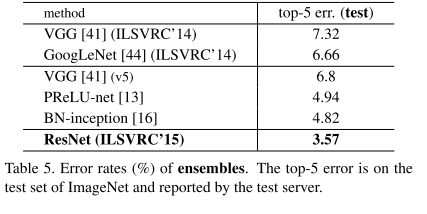 method top-5 err. (test)
VGG [41] (ILSVRC’14) 7.32
GoogLeNet [44] (ILSVRC’14) 6.66
VGG [41] (v5) 6.8
PReLU-net [13] 4.94
BN-inception [16] 4.82
ResNet (ILSVRC’15) 3.57
Table 5. Error rates (%) of ensembles. The top-5 error is on the
test set of ImageNet and reported by the test server.